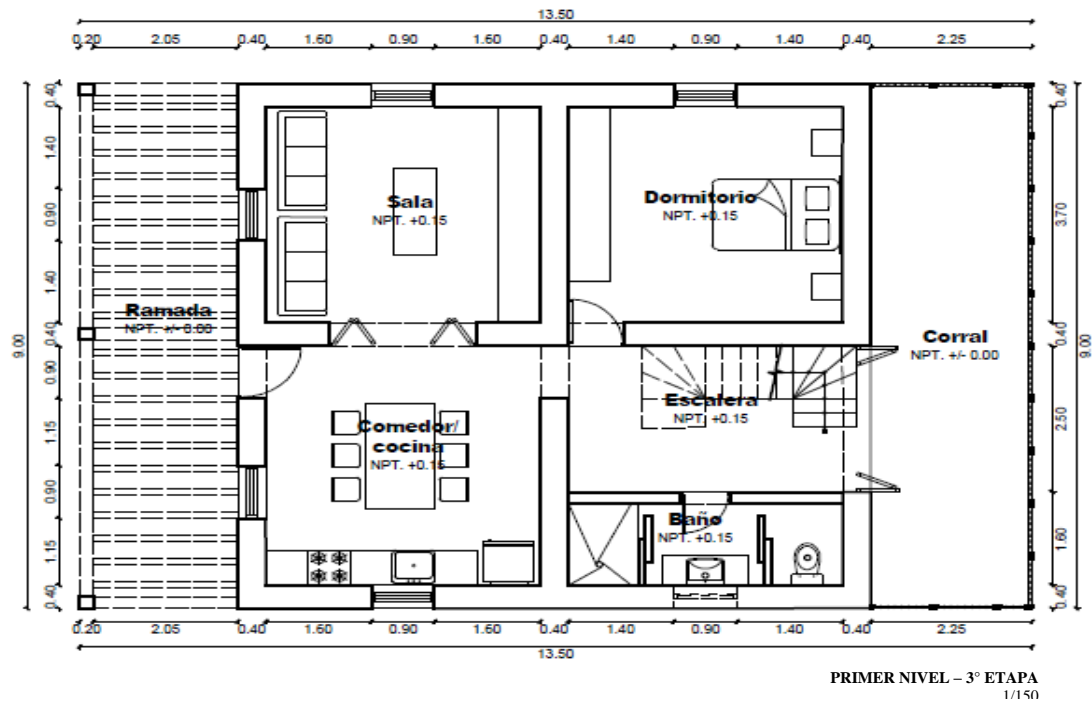 13.50
0.20 2.05 0.40 1.60 0.90 1.60 0.40 1.40 0.90 1.40 0.40 2.25
9.00
0.40
1.40
0.90
1.40
0.40
0.90
1.15
0.90
1.15
0.40
Sala
NPT. +0.15
Dormitorio
NPT. +0.15
Ramada
NPT. +/- 0.00
Corral
NPT. +/- 0.00
Escalera
NPT. +0.15
Comedor/
cocina
NPT. +0.15
Baño
NPT. +0.15
0.40
3.70
0.40
2.50
1.60
0.40
9.00
0.20 2.05 0.40 1.60 0.90 1.60 0.40 1.40 0.90 1.40 0.40 2.25
13.50
PRIMER NIVEL – 3° ETAPA
1/150